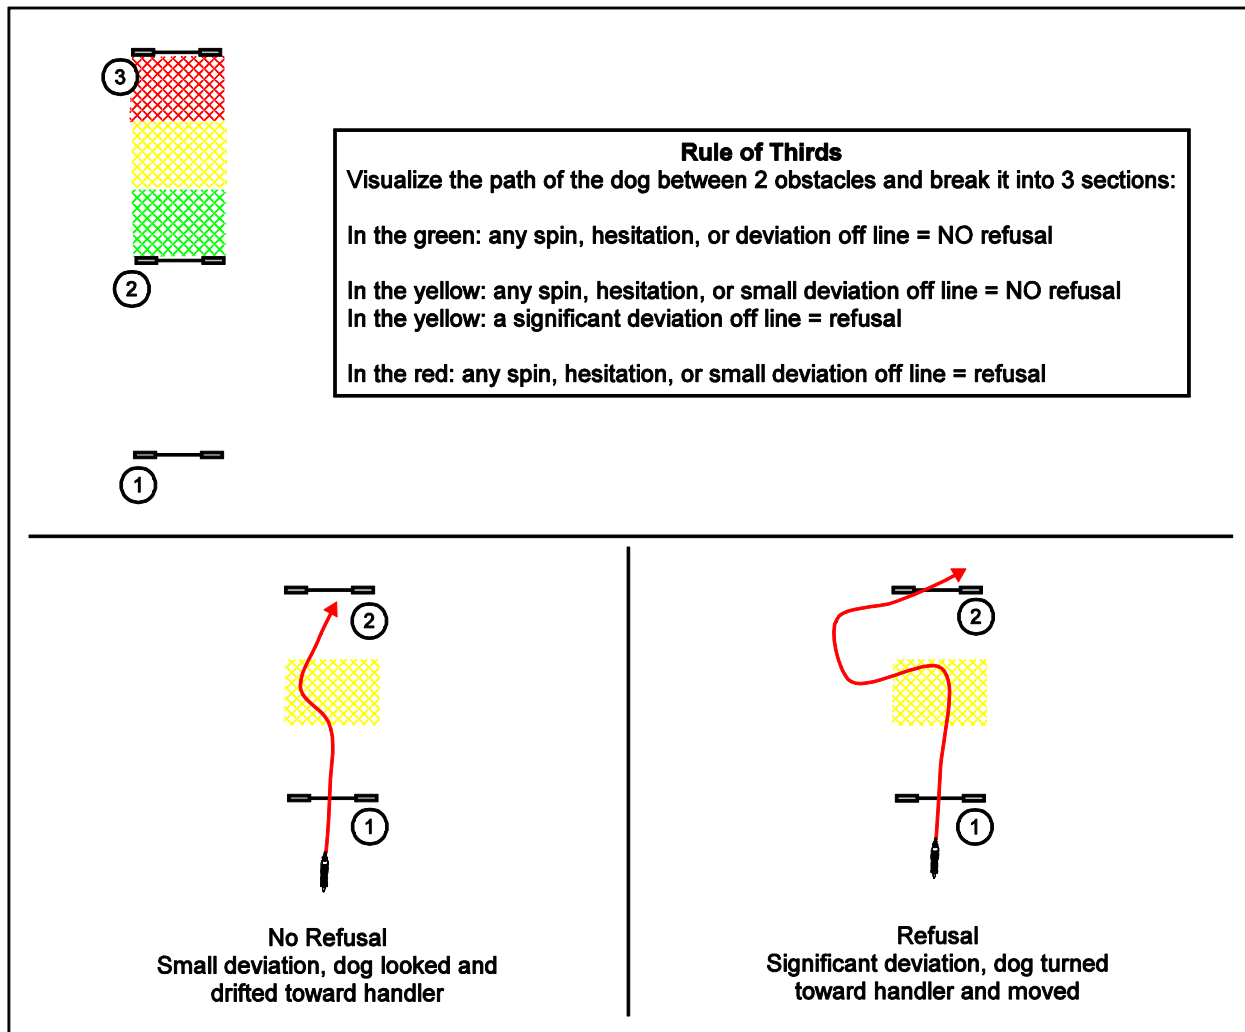 3
Rule of Thirds
Visualize the path of the dog between 2 obstacles and break it into 3 sections:
In the green: any spin, hesitation, or deviation off line = NO refusal
2
In the yellow: any spin, hesitation, or small deviation off line = NO refusal
In the yellow: a significant deviation off line = refusal
In the red: any spin, hesitation, or small deviation off line = refusal
1
2
1
No Refusal
Small deviation, dog looked and
drifted toward handler
2
1
Refusal
Significant deviation, dog turned
toward handler and moved